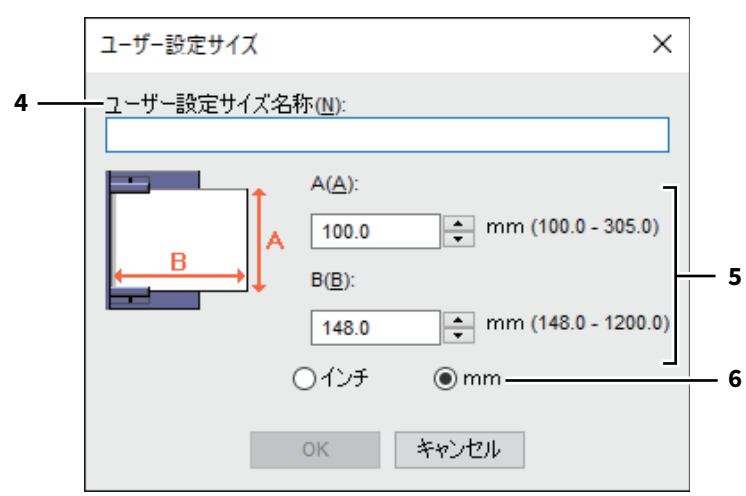 ユーザー設定サイズ
4
ユーザー設定サイズ名称(N):
A(A):
100.0 mm (100.0 - 305.0)
A
B
5
B(B):
148.0 mm (148.0 - 1200.0)
インチ mm
6
OK キャンセル